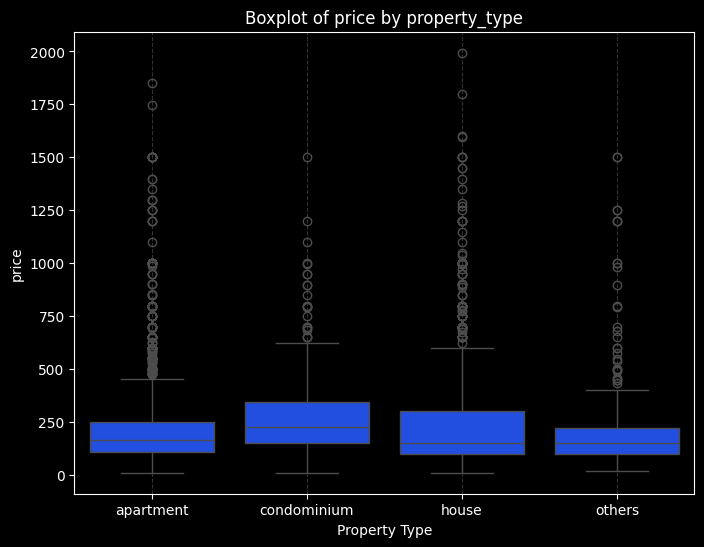 Boxplot of price by property_type
price
2000
1750
1500
1250
1000
750
500
250
0
apartment condominium house others
Property Type